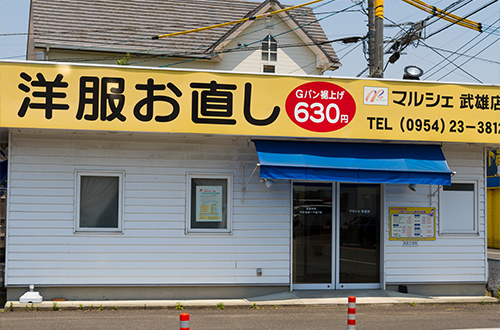 洋服お直し
Gパン裾上げ
630円
マルシェ 武雄店
TEL (0954) 23-3812